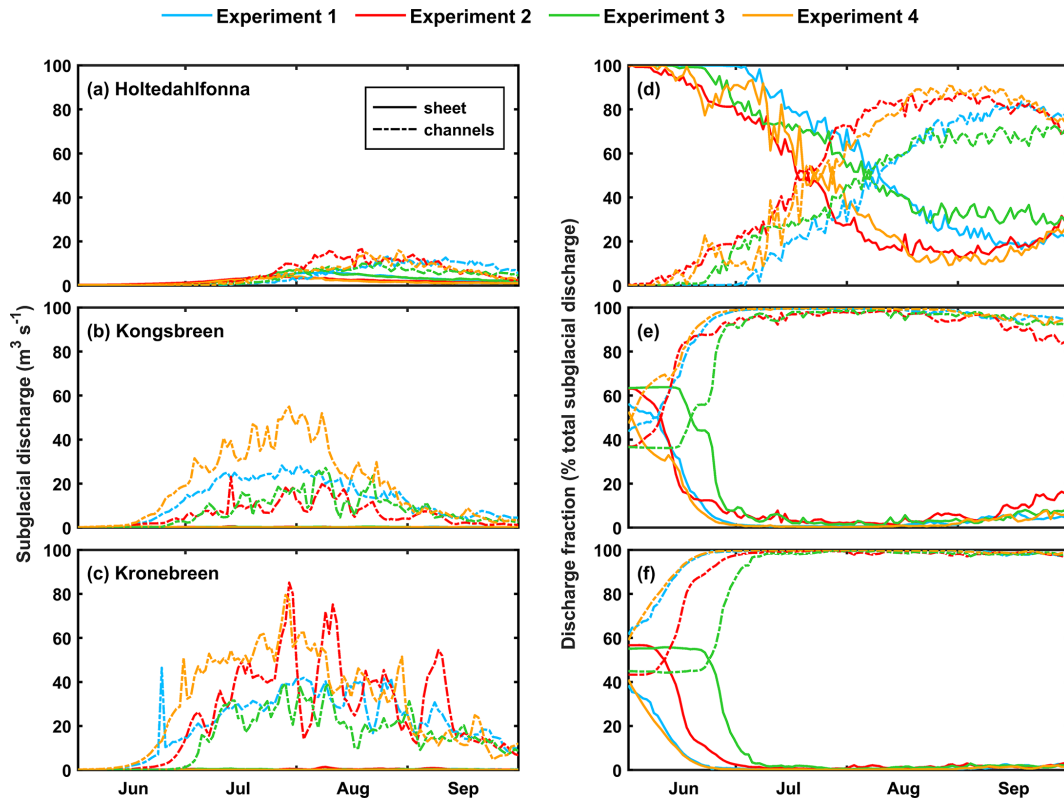 Experiment 1 Experiment 2 Experiment 3 Experiment 4
Subglacial discharge (m³ s⁻¹)
100
80
60
40
20
0
(a) Holtedahlfonna
sheet
channels
100
80
60
40
20
0
(b) Kongsbreen
100
80
60
40
20
0
(c) Kronebreen
Jun Jul Aug Sep
Discharge fraction (% total subglacial discharge)
100
80
60
40
20
0
(d)
100
80
60
40
20
0
(e)
100
80
60
40
20
0
(f)
Jun Jul Aug Sep